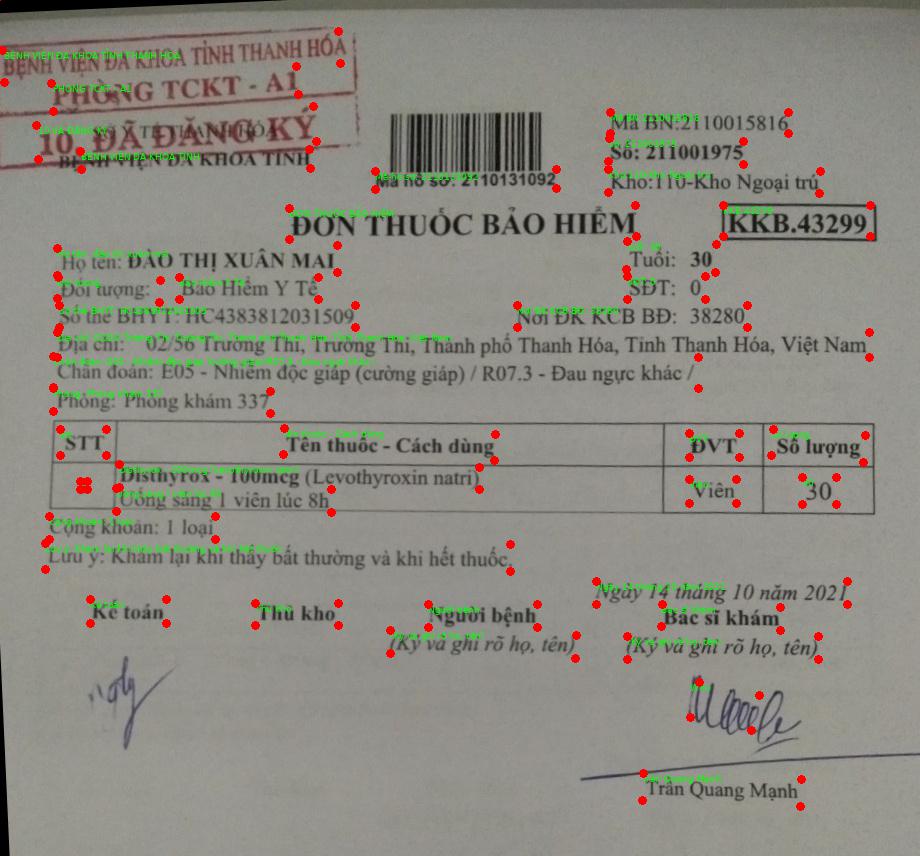 BỆNH VIỆN ĐA KHOA TỈNH THANH HÓA
PHÒNG TCKT - A1
SỞ Y TẾ THANH HÓA
10. ĐÃ ĐĂNG KÝ
BỆNH VIỆN ĐA KHOA TỈNH
Mã hồ sơ: 2110131092
Mã BN:2110015816
Số: 211001975
Kho:110-Kho Ngoại trú
ĐƠN THUỐC BẢO HIỂM
KKB.43299
Họ tên: ĐÀO THỊ XUÂN MAI Tuổi: 30
Đối tượng: Bảo Hiểm Y Tế SĐT: 0
Số thẻ BHYT: HC4383812031509 Nơi ĐK KCB BĐ: 38280
Địa chỉ: 02/56 Trường Thi, Trường Thi, Thành phố Thanh Hóa, Tỉnh Thanh Hóa, Việt Nam
Chẩn đoán: E05 - Nhiễm độc giáp (cường giáp) / R07.3 - Đau ngực khác /
Phòng: Phòng khám 337
STT Tên thuốc - Cách dùng ĐVT Số lượng
Disthyrox - 100mcg (Levothyroxin natri) Viên 30
Uống sáng 1 viên lúc 8h
Cộng khoản: 1 loại
Lưu ý: Khám lại khi thấy bất thường và khi hết thuốc.
Ngày 14 tháng 10 năm 2021
Kế toán Thủ kho Người bệnh Bác sĩ khám
(Ký và ghi rõ họ, tên) (Ký và ghi rõ họ, tên)
Trần Quang Mạnh